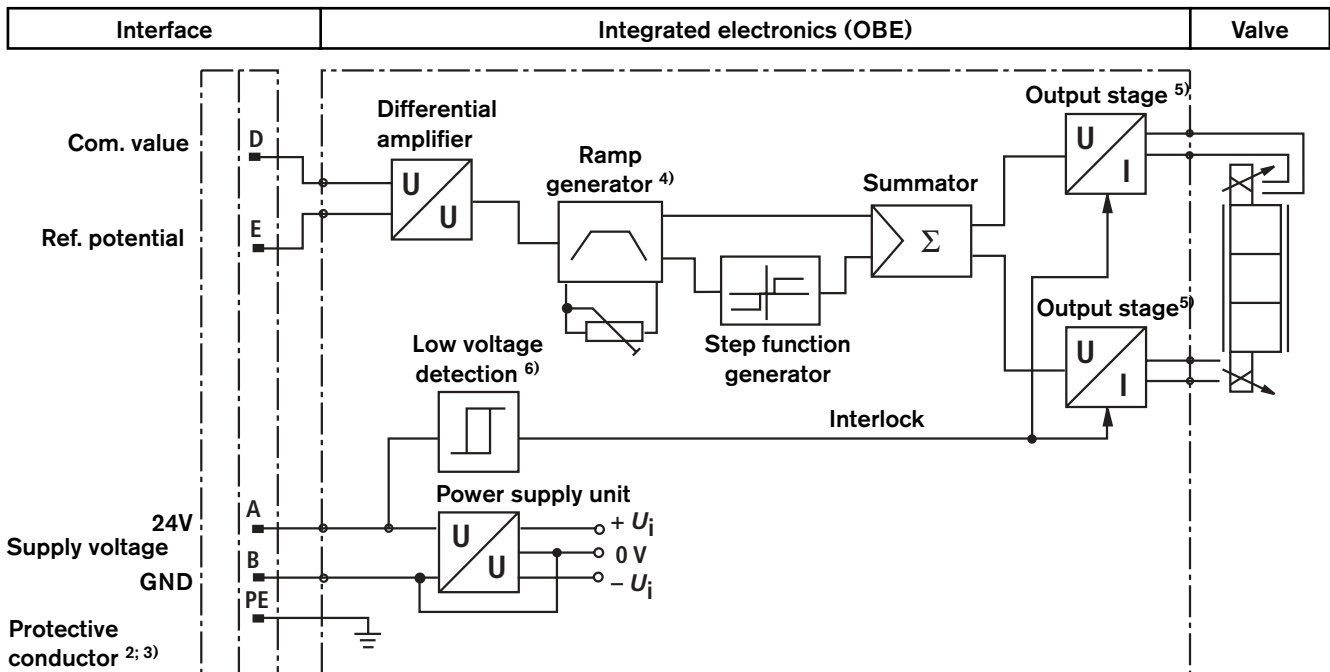 Interface
Integrated electronics (OBE)
Valve
Differential
amplifier
Output stage 5)
Com. value
D
U
U
Ramp
generator 4)
Summator
U
I
Σ
Ref. potential
E
Output stage5)
Low voltage
detection 6)
Step function
generator
U
I
Interlock
Power supply unit
24V
A
Supply voltage
U
U
+ Ui
0 V
– Ui
GND
B
PE
Protective
conductor 2; 3)